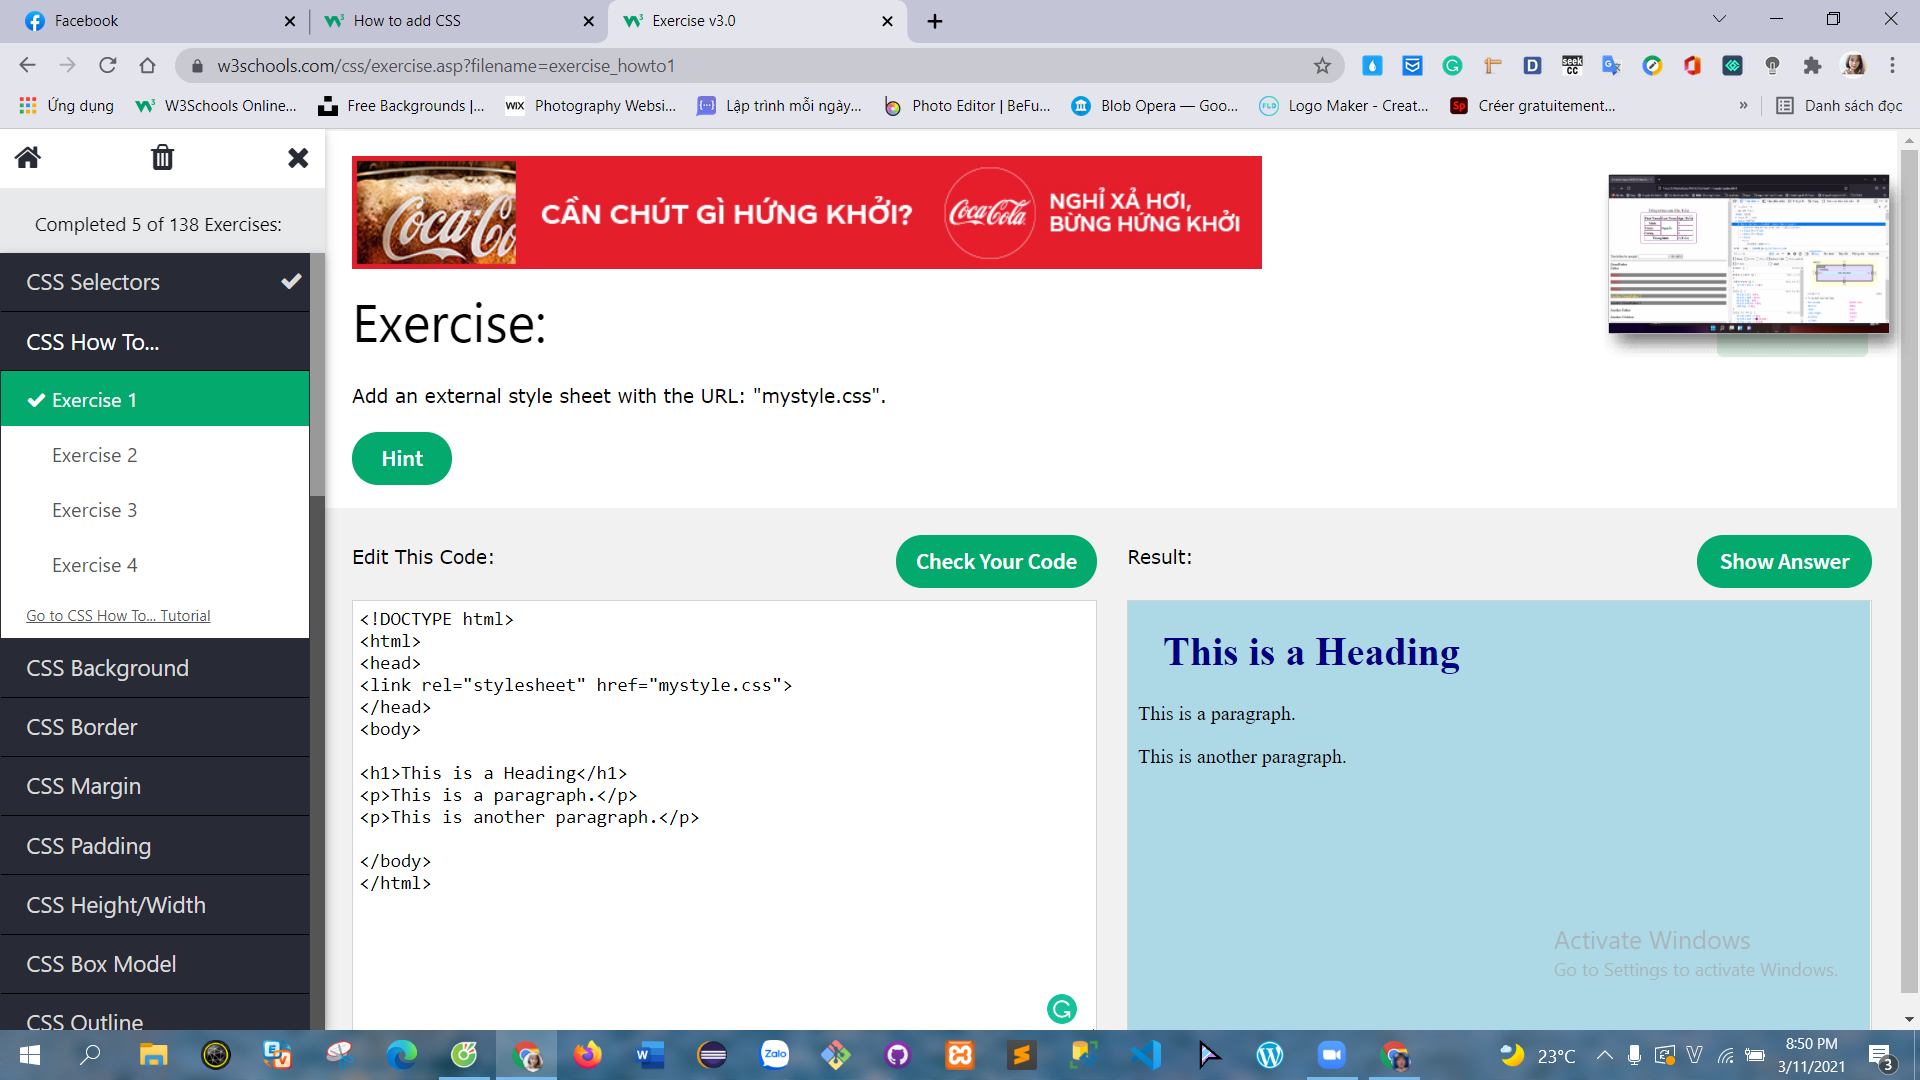 Facebook
How to add CSS
Exercise v3.0
w3schools.com/css/exercise.asp?filename=exercise_howto1
Ứng dụng
W3Schools Online...
Free Backgrounds |...
WIX Photography Websi...
Lập trình mỗi ngày...
Photo Editor | BeFu...
Blob Opera — Goo...
FLD Logo Maker - Creat...
Sp Créer gratuitement...
»
Danh sách đọc
Completed 5 of 138 Exercises:
CSS Selectors
CSS How To...
Exercise 1
Exercise 2
Exercise 3
Exercise 4
Go to CSS How To... Tutorial
CSS Background
CSS Border
CSS Margin
CSS Padding
CSS Height/Width
CSS Box Model
CSS Outline
Coca-Co
CẦN CHÚT GÌ HỨNG KHỞI?
Coca-Cola
NGHỈ XẢ HƠI,
BỪNG HỨNG KHỞI
Exercise:
Add an external style sheet with the URL: "mystyle.css".
Hint
Edit This Code:
Check Your Code
<!DOCTYPE html>
<html>
<head>
<link rel="stylesheet" href="mystyle.css">
</head>
<body>
<h1>This is a Heading</h1>
<p>This is a paragraph.</p>
<p>This is another paragraph.</p>
</body>
</html>
Result:
Show Answer
This is a Heading
This is a paragraph.
This is another paragraph.
Activate Windows
Go to Settings to activate Windows.
Zalo
23°C
8:50 PM
3/11/2021
3